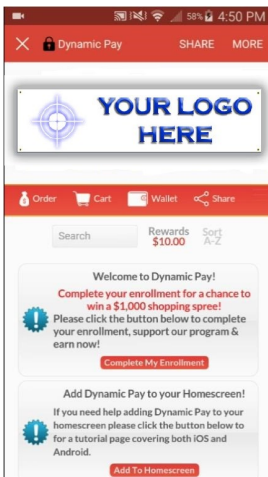 58% 4:50 PM
Dynamic Pay SHARE MORE
YOUR LOGO
HERE
Order Cart Wallet Share
Search Rewards Sort
$10.00 A-Z
Welcome to Dynamic Pay!
Complete your enrollment for a chance to
win a $1,000 shopping spree!
Please click the button below to complete
your enrollment, support our program &
earn now!
Complete My Enrollment
Add Dynamic Pay to your Homescreen!
If you need help adding Dynamic Pay to your
homescreen please click the button below to
for a tutorial page covering both iOS and
Android.
Add To Homescreen